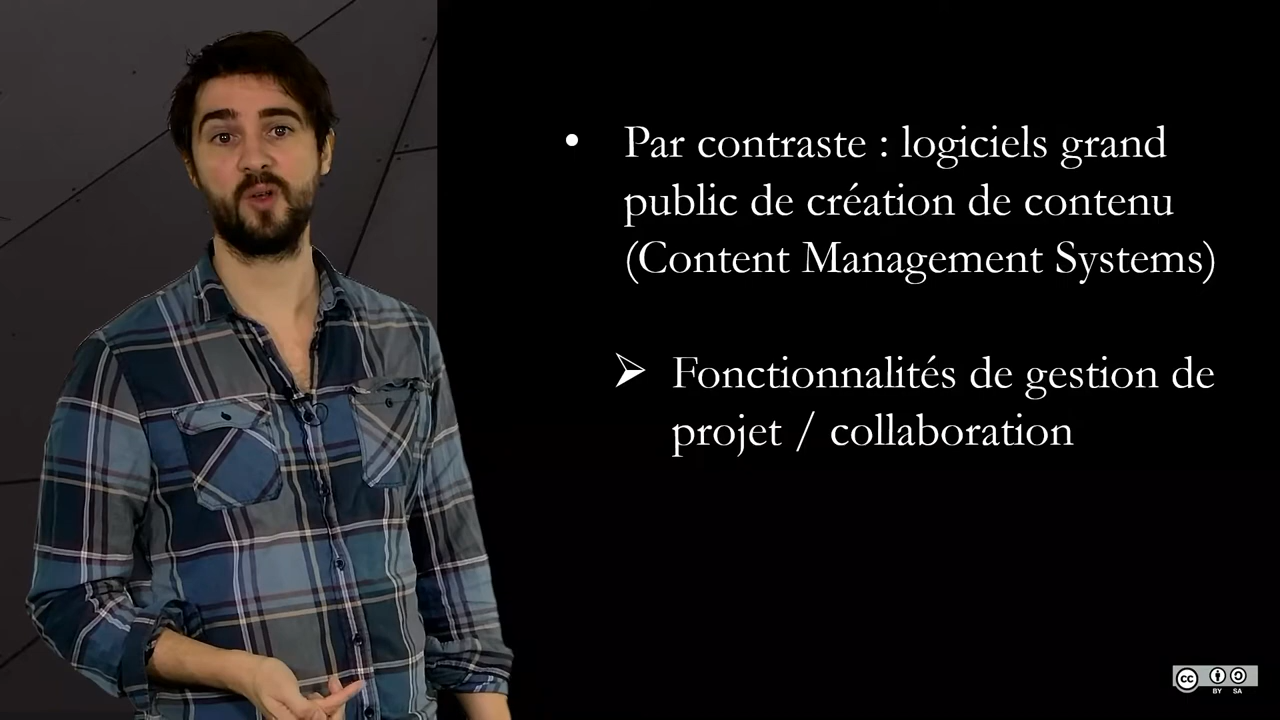 • Par contraste : logiciels grand
public de création de contenu
(Content Management Systems)
➢ Fonctionnalités de gestion de
projet / collaboration
cc
BY SA